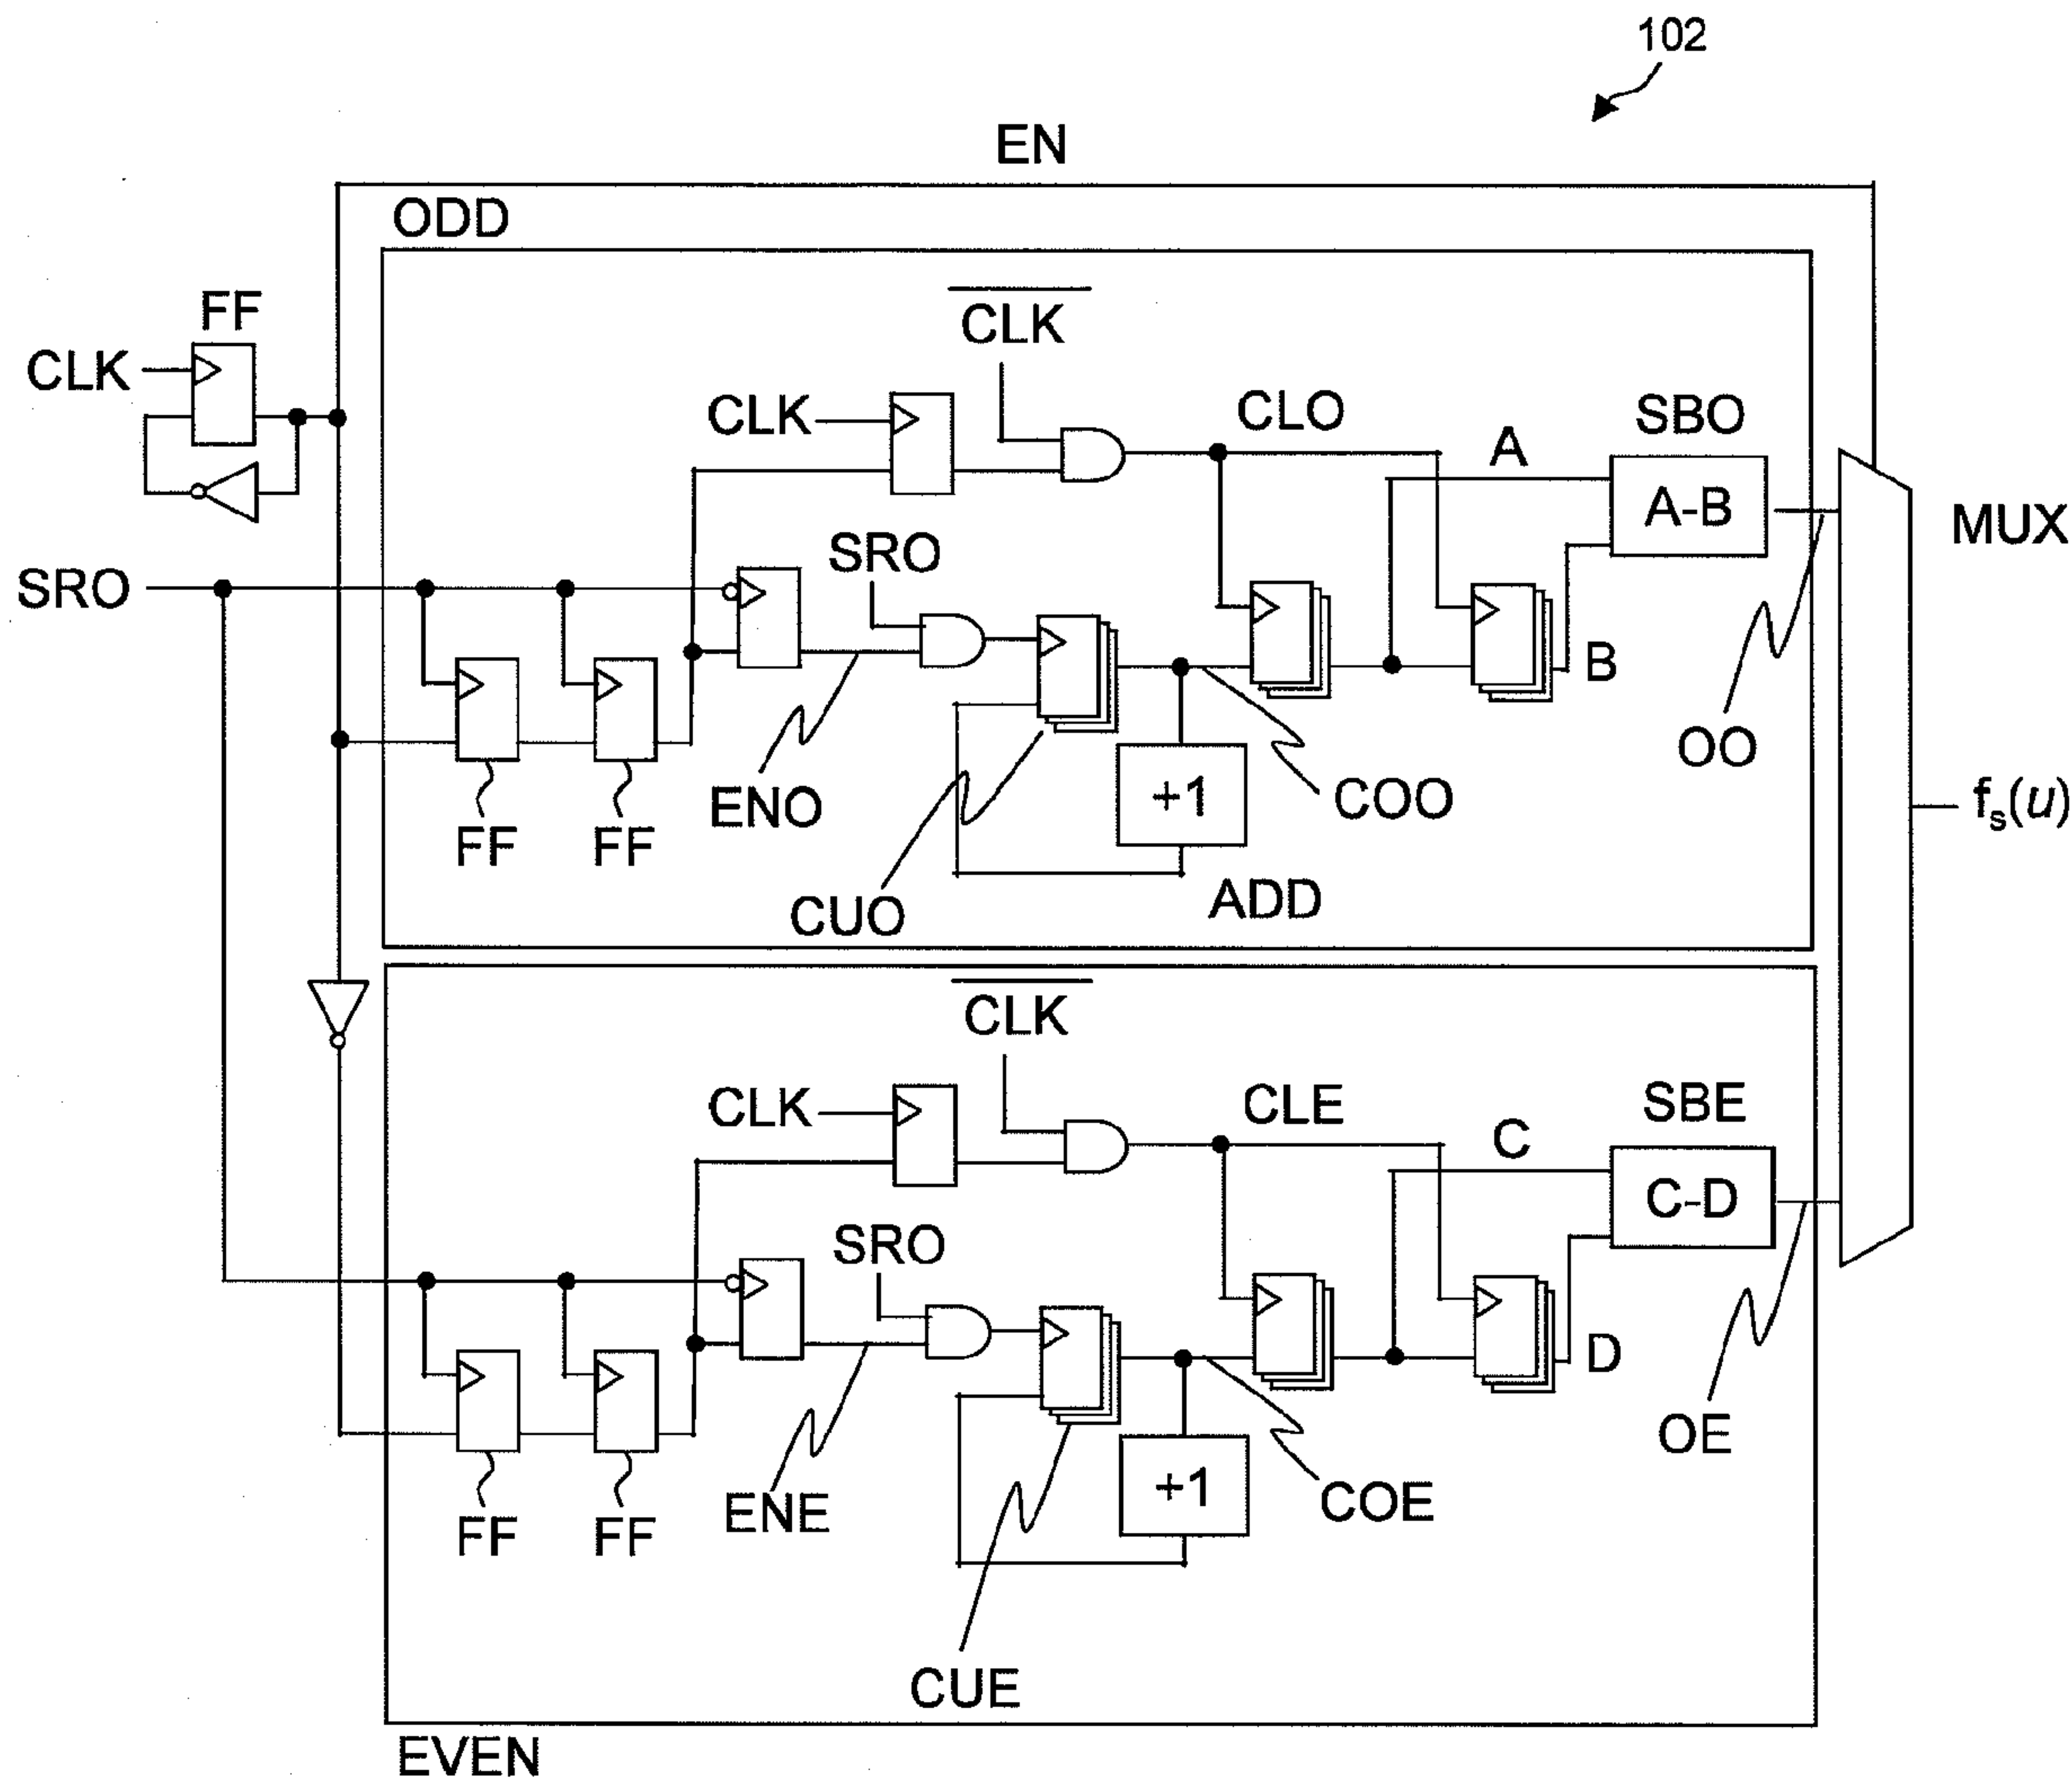 102
EN
ODD
FF
CLK
CLK
CLK
CLO
A
SBO
A-B
MUX
SRO
SRO
B
OO
FF
FF
ENO
CUO
+1
ADD
COO
fs(u)
CLK
CLK
CLE
C
SBE
C-D
SRO
D
OE
FF
FF
ENE
CUE
+1
COE
EVEN